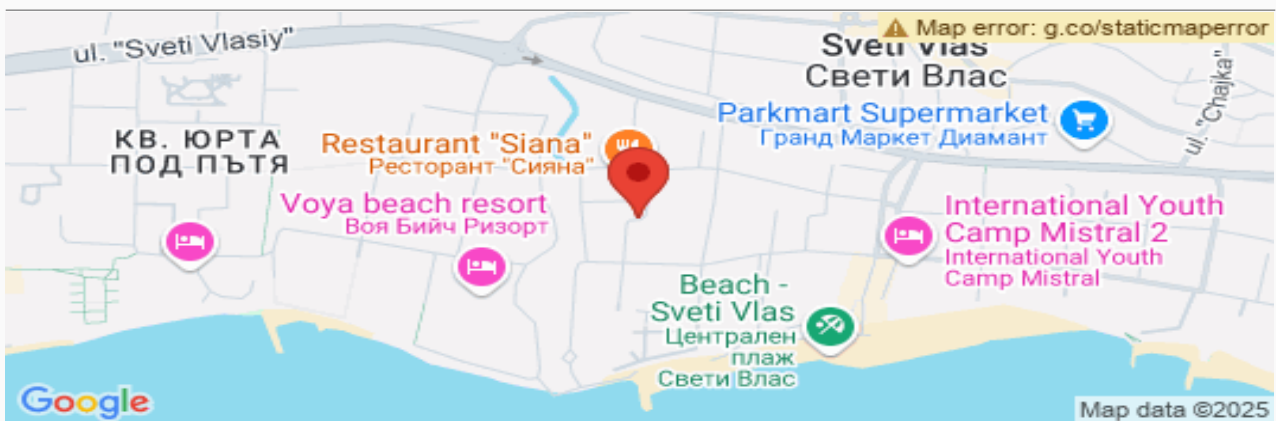 Map error: g.co/staticmaperror
ul. "Sveti Vlasiy"
Sveti Vlas
Свети Влас
ul. "Chajka"
Parkmart Supermarket
Гранд Маркет Диамант
КВ. ЮРТА
ПОД ПЪТЯ
Restaurant "Siana"
Ресторант "Сияна"
Voya beach resort
Воя Бийч Ризорт
International Youth
Camp Mistral 2
International Youth
Camp Mistral
Beach -
Sveti Vlas
Централен
плаж
Свети Влас
Google
Map data ©2025